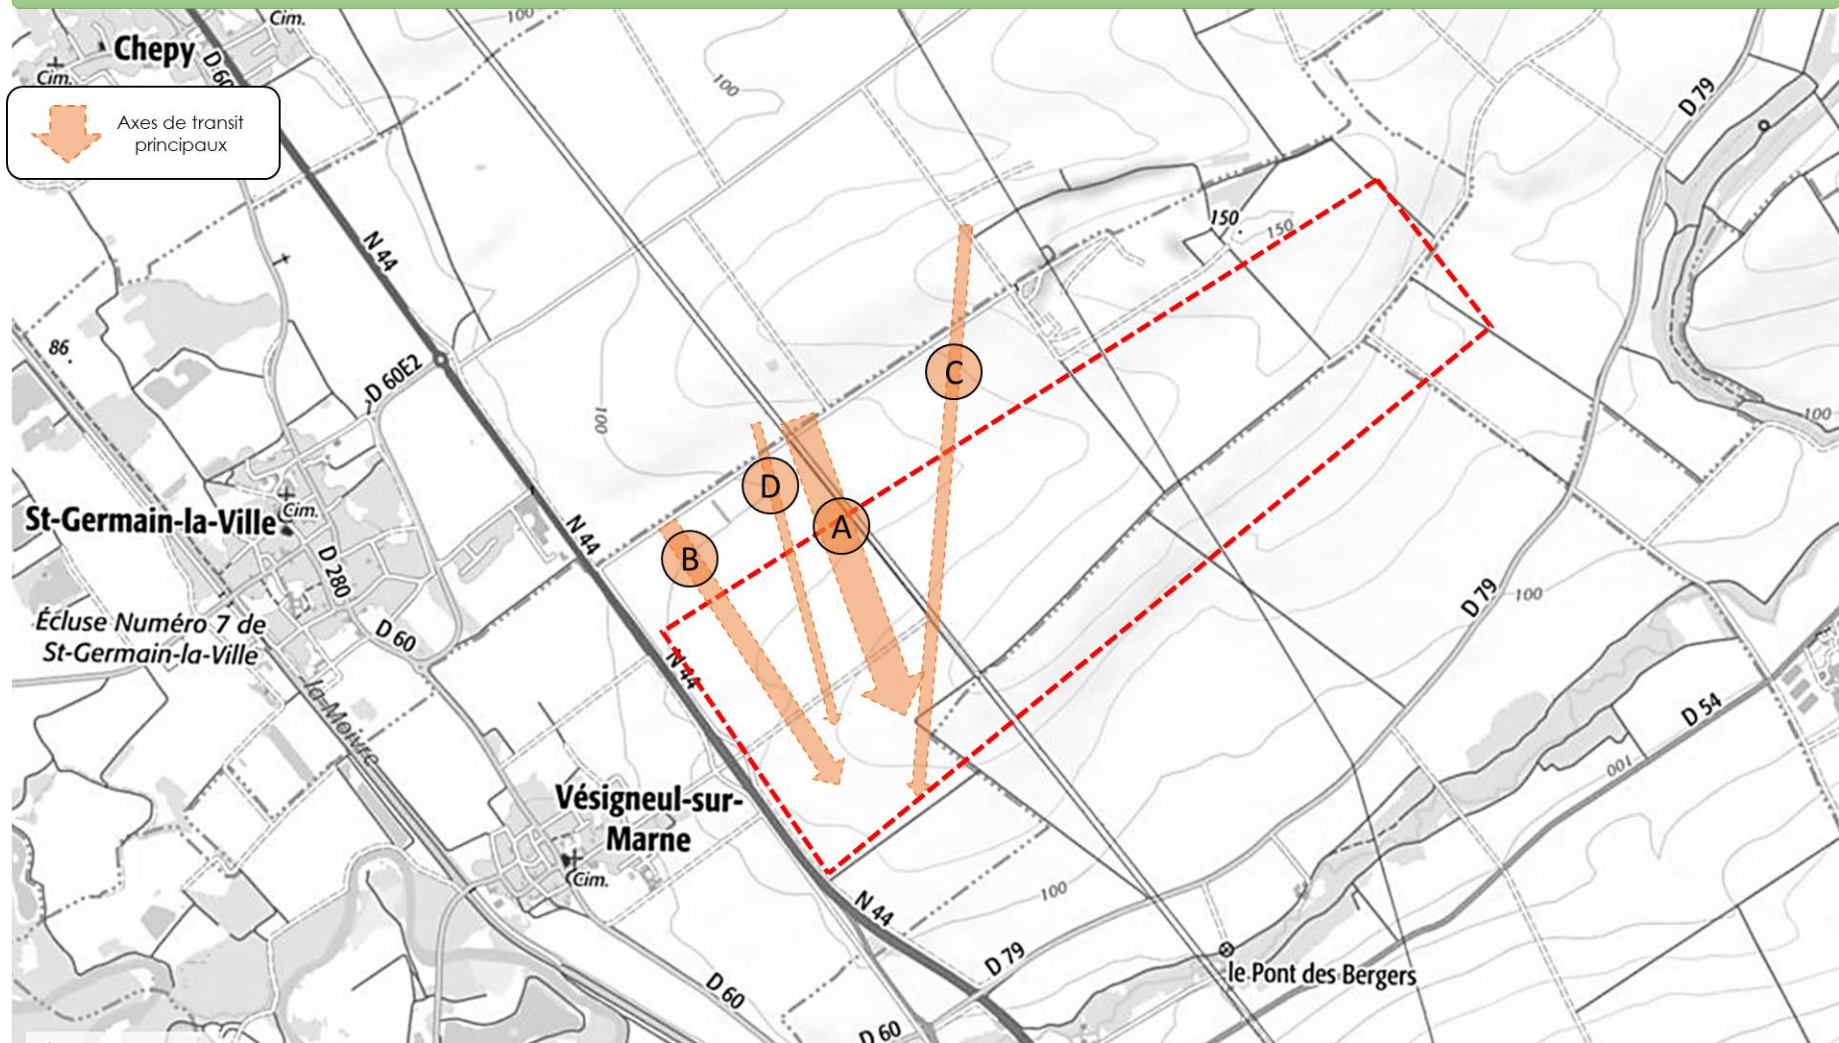 Cim.
100
Chepy
D 60
Cim.
100
D 79
Axes de transit
principaux
150
150
N 44
86
D 60E2
C
100
100
D
Cim.
St-Germain-la-Ville
A
N 44
B
D 280
D 79
100
Écluse Numéro 7 de
St-Germain-la-Ville
D 60
N 44
la Moivre
D 54
100
Vésigneul-sur-
Marne
Cim.
100
N 44
D 79
le Pont des Bergers
D 60
D 60